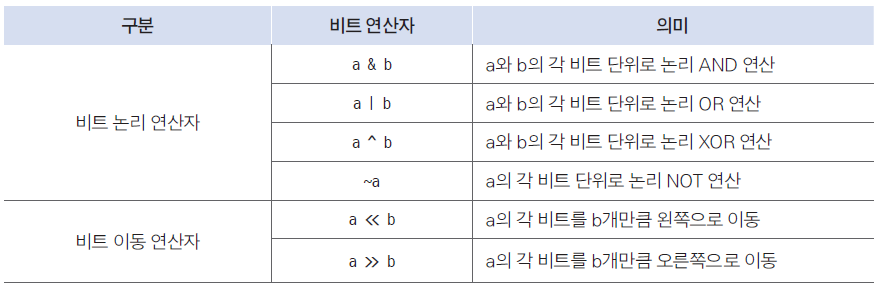 구분 비트 연산자 의미
a & b a와 b의 각 비트 단위로 논리 AND 연산
a | b a와 b의 각 비트 단위로 논리 OR 연산
비트 논리 연산자
a ^ b a와 b의 각 비트 단위로 논리 XOR 연산
~a a의 각 비트 단위로 논리 NOT 연산
a << b a의 각 비트를 b개만큼 왼쪽으로 이동
비트 이동 연산자
a >> b a의 각 비트를 b개만큼 오른쪽으로 이동